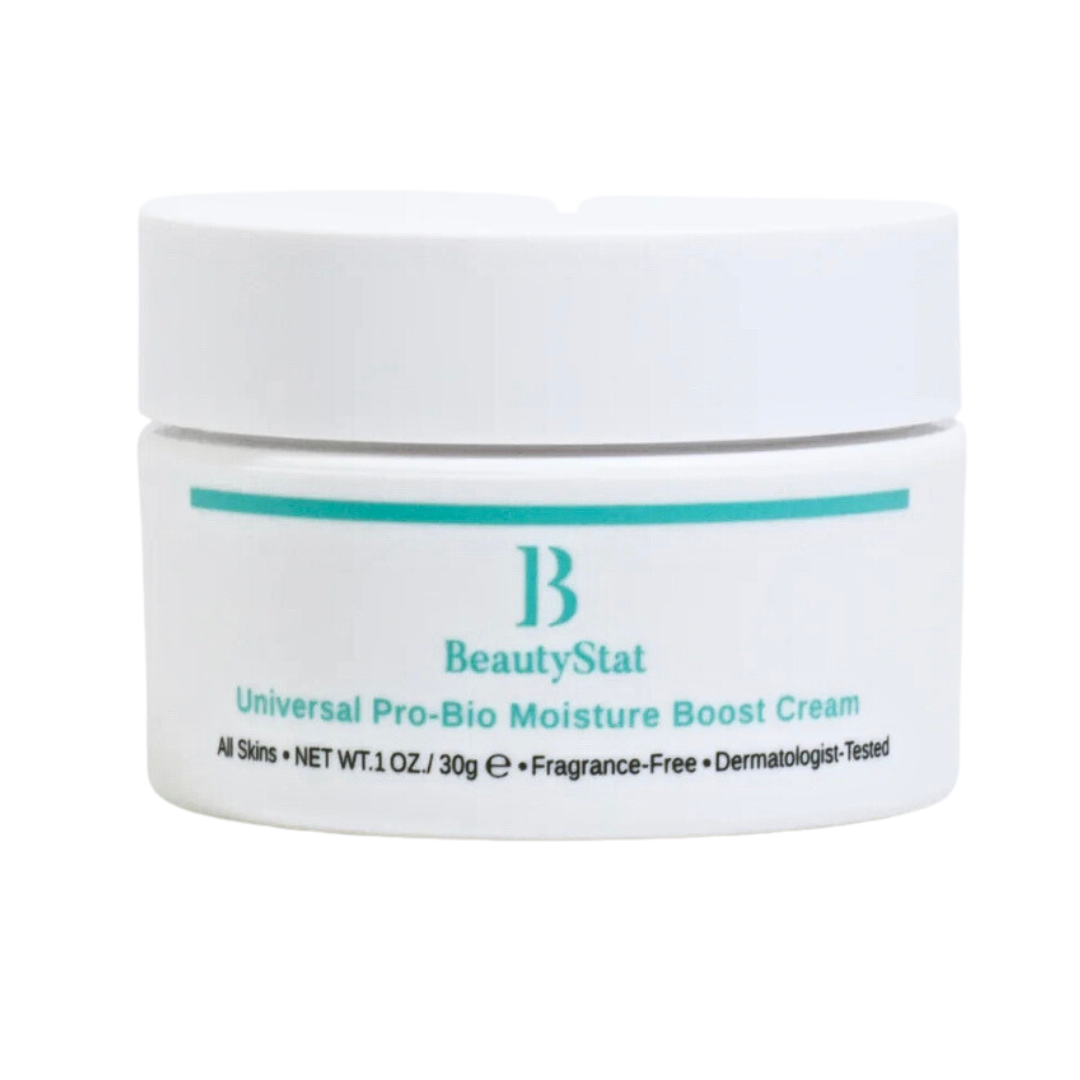 B
BeautyStat
Universal Pro-Bio Moisture Boost Cream
All Skins • NET WT.1 OZ./ 30g ℮ • Fragrance-Free • Dermatologist-Tested